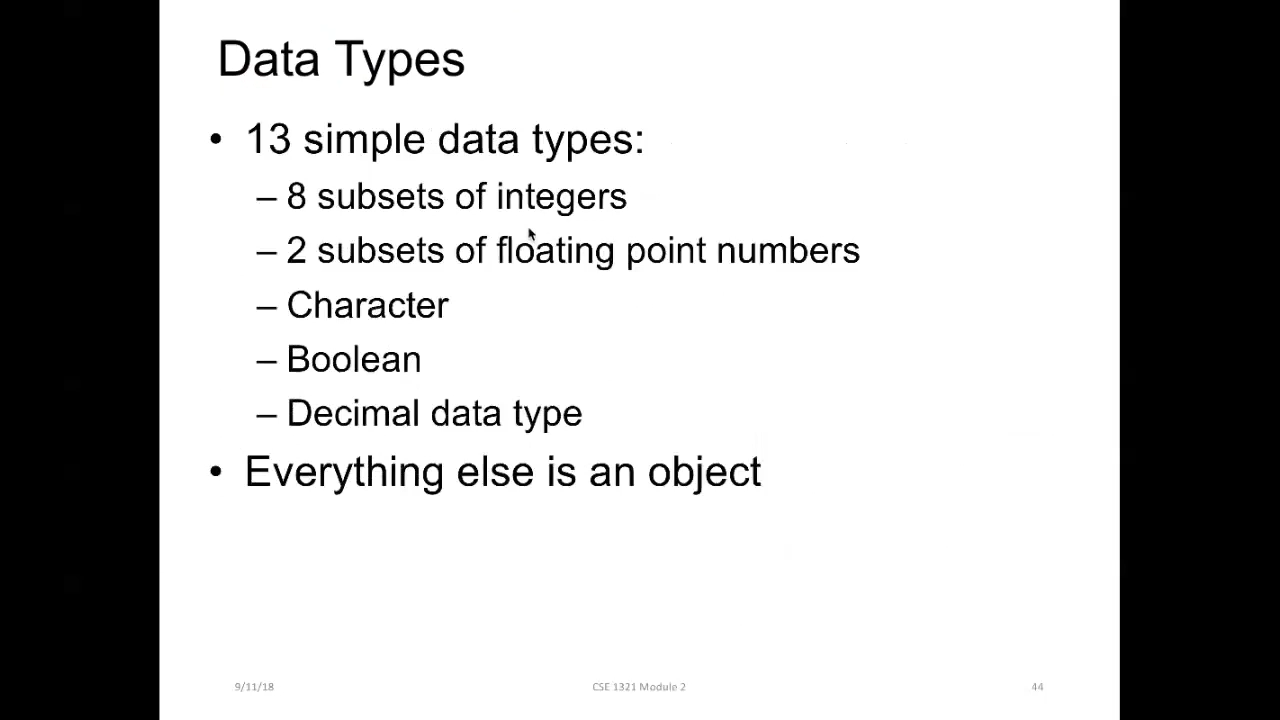 Data Types
• 13 simple data types:
– 8 subsets of integers
– 2 subsets of floating point numbers
– Character
– Boolean
– Decimal data type
• Everything else is an object
9/11/18 CSE 1321 Module 2 44